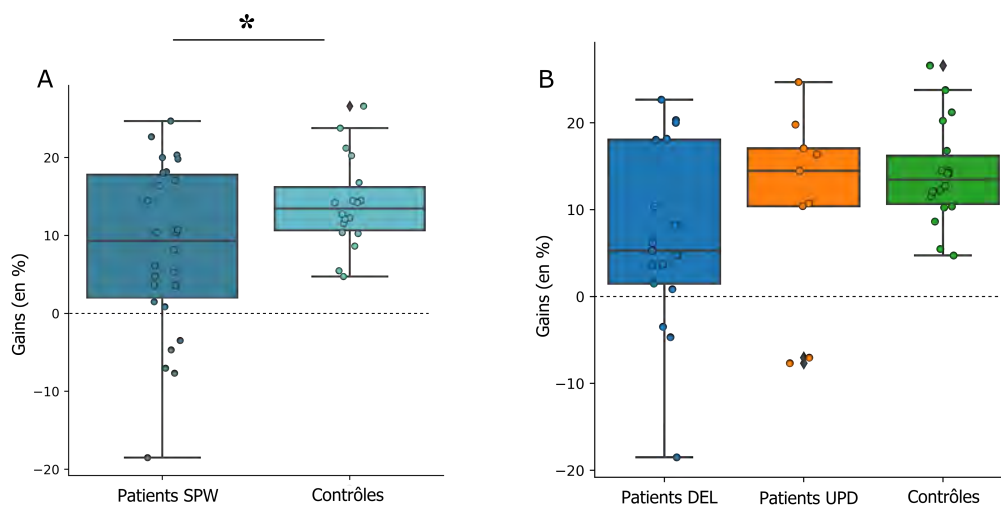 *
A
20
10
0
−10
−20
Gains (en %)
Patients SPW
Contrôles
B
20
10
0
−10
−20
Gains (en %)
Patients DEL
Patients UPD
Contrôles